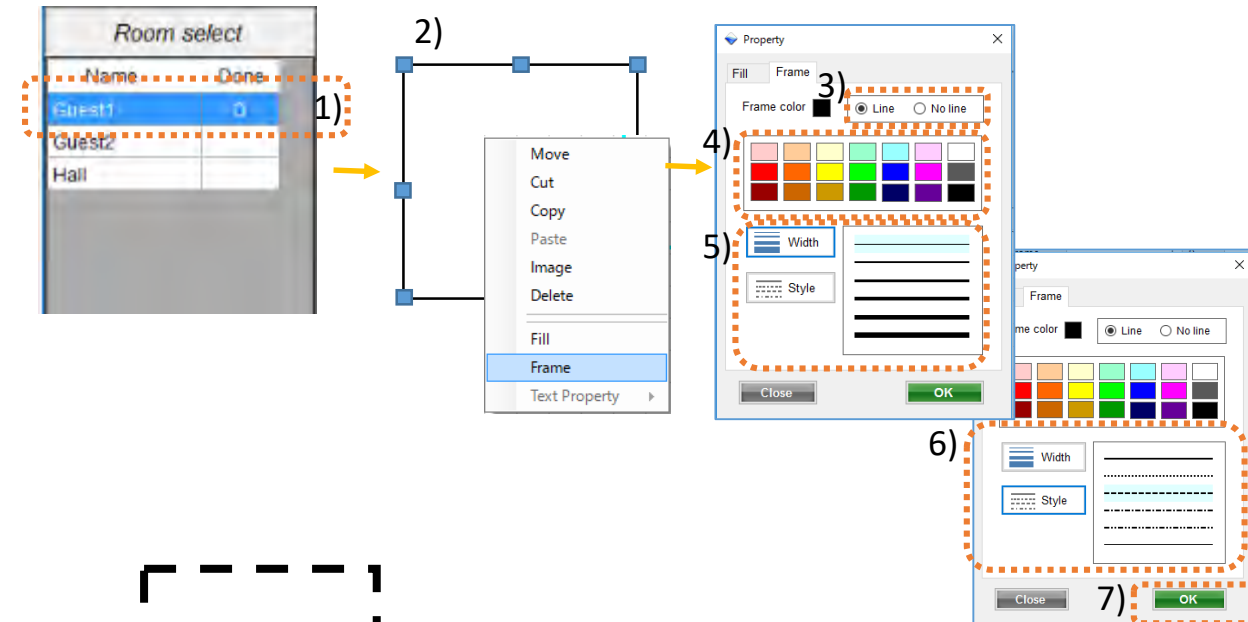 Room select
Name Done
Guest1 0
1)
Guest2
Hall
2)
Move
Cut
Copy
Paste
Image
Delete
Fill
Frame
Text Property
Property
Fill Frame
3)
Frame color Line No line
4)
5)
Width
Style
Close OK
perty
Frame
me color Line No line
6)
Width
Style
Close 7) OK